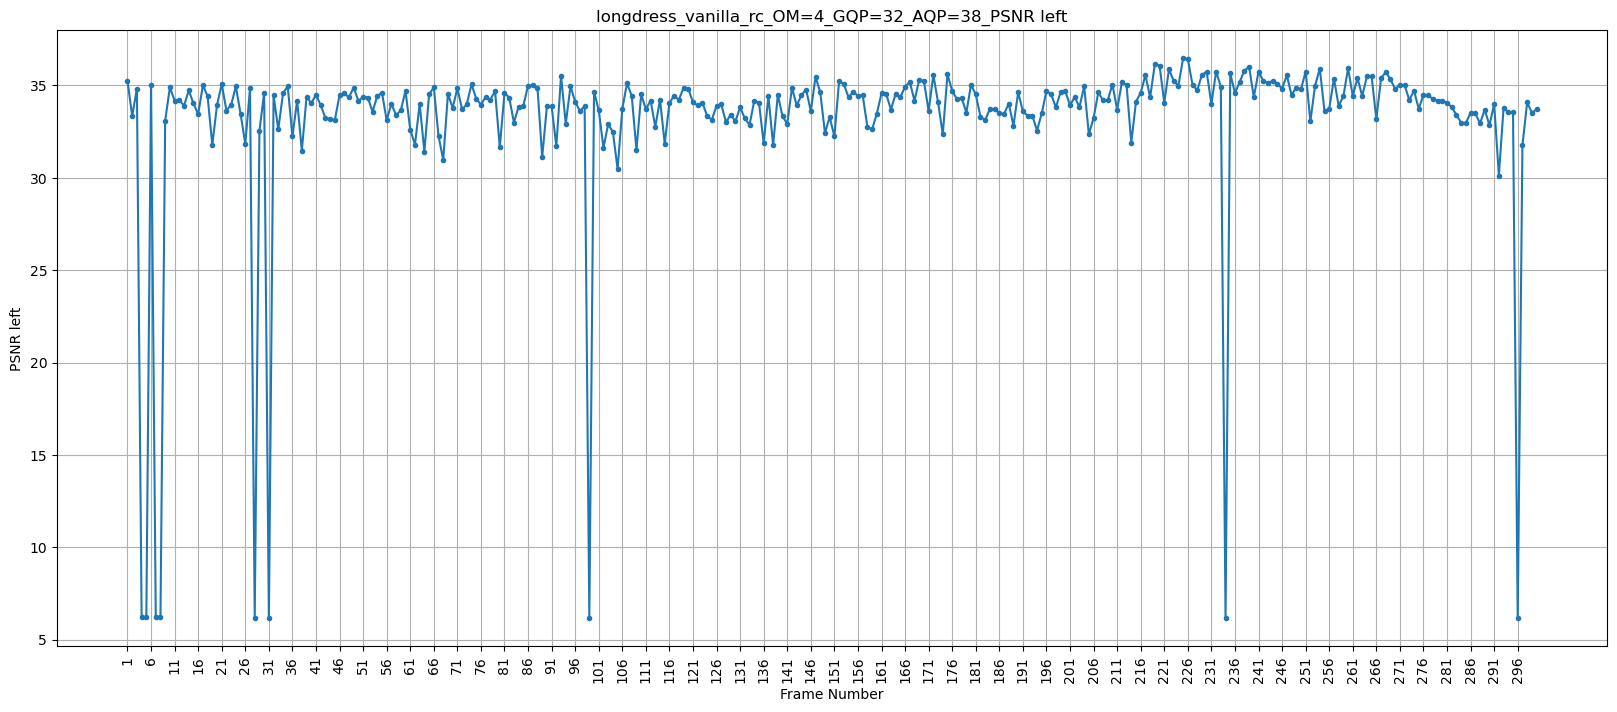 longdress_vanilla_rc_OM=4_GQP=32_AQP=38_PSNR left
35
30
25
20
15
10
5
PSNR left
1 6 11 16 21 26 31 36 41 46 51 56 61 66 71 76 81 86 91 96 101 106 111 116 121 126 131 136 141 146 151 156 161 166 171 176 181 186 191 196 201 206 211 216 221 226 231 236 241 246 251 256 261 266 271 276 281 286 291 296
Frame Number